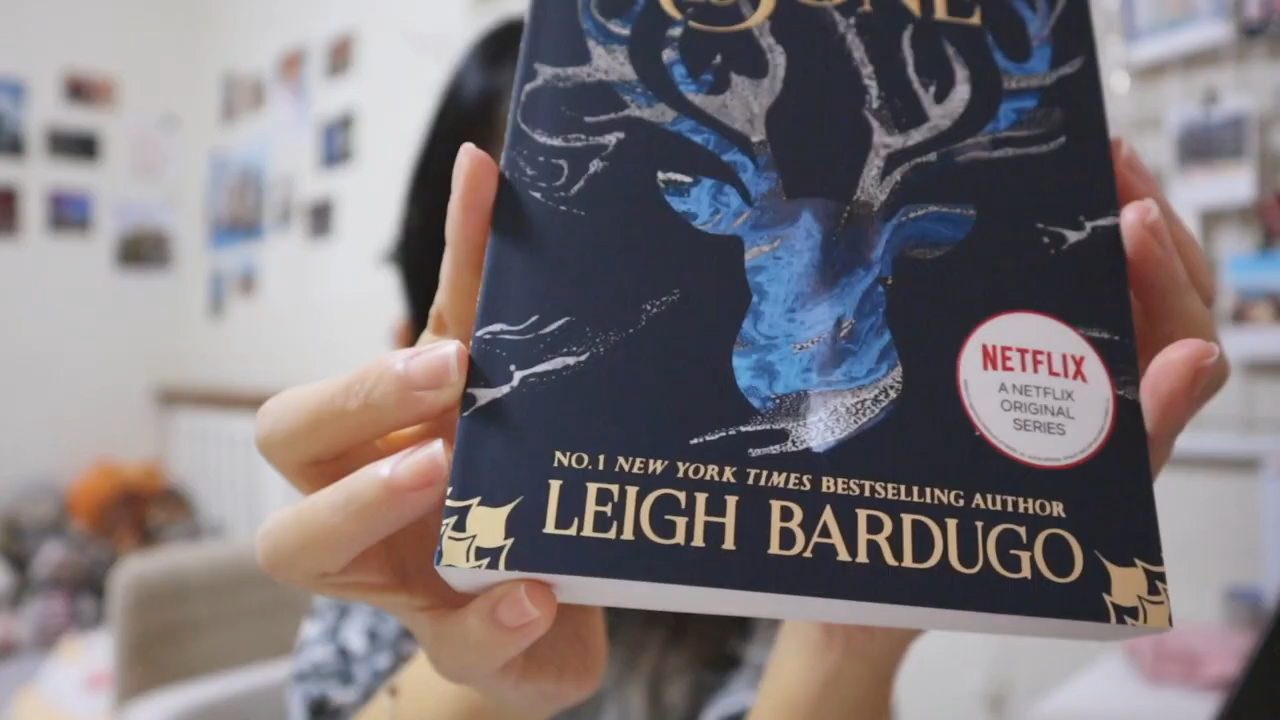 NETFLIX
A NETFLIX
ORIGINAL
SERIES
NO.1 NEW YORK TIMES BESTSELLING AUTHOR
LEIGH BARDUGO